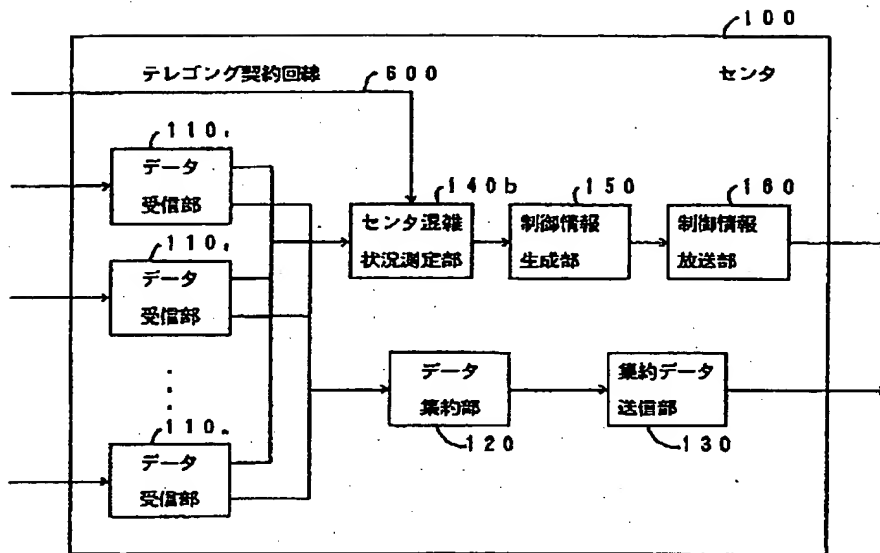 100
テレゴング契約回線
600
センタ
110₁
データ
受信部
110₂
データ
受信部
110ₙ
データ
受信部
140b
センタ混雑
状況測定部
150
制御情報
生成部
160
制御情報
放送部
データ
集約部
120
集約データ
送信部
130